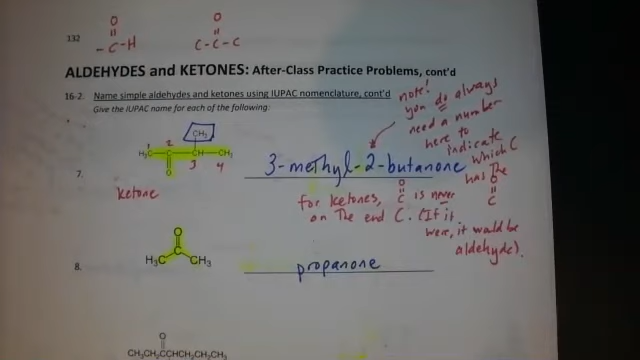 132
O
-C-H
O
C-C-C
ALDEHYDES and KETONES: After-Class Practice Problems, cont'd
16-2. Name simple aldehydes and ketones using IUPAC nomenclature, cont'd
Give the IUPAC name for each of the following:
note!
you do always
need a number
here to
indicate
which C
has the
O
C
CH₃
1 2
H₃C C CH CH₃
3 4
O
7.
3-methyl-2-butanone
ketone
for ketones, C is never
O
on the end C. (If it
were, it would be
aldehyde).
O
H₃C CH₃
8.
propanone
O
CH₃CH₂CCHCH₂CH₂CH₃